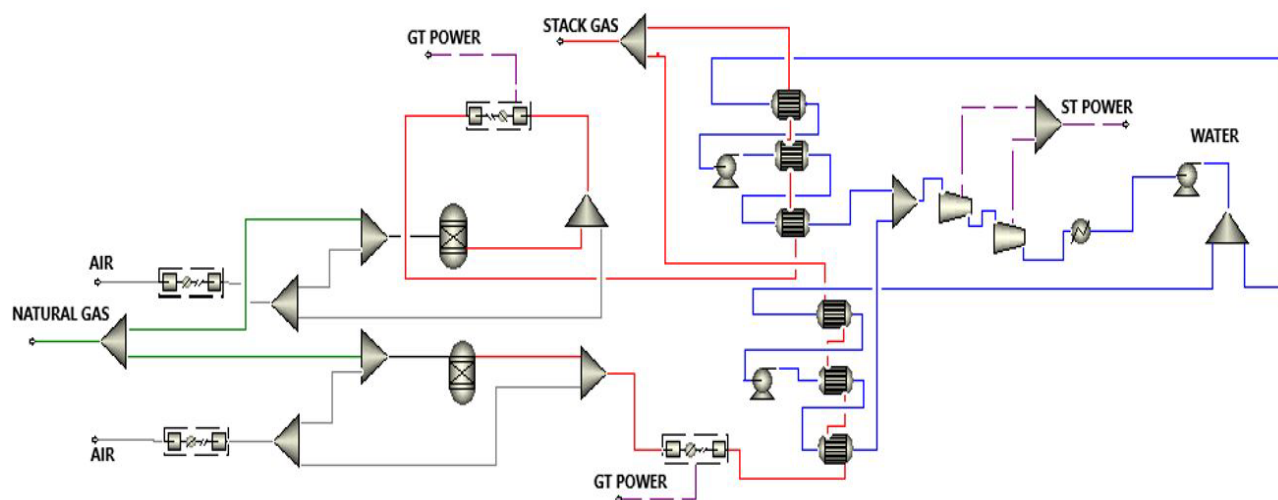 STACK GAS
GT POWER
ST POWER
WATER
AIR
NATURAL GAS
AIR
GT POWER